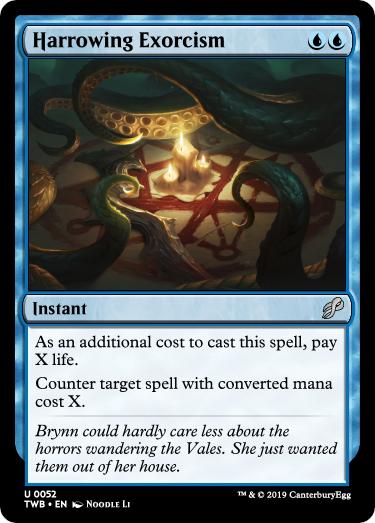 Harrowing Exorcism
Instant
As an additional cost to cast this spell, pay
X life.
Counter target spell with converted mana
cost X.
Brynn could hardly care less about the
horrors wandering the Vales. She just wanted
them out of her house.
U 0052
TWB • EN Noodle Li
™ & © 2019 CanterburyEgg